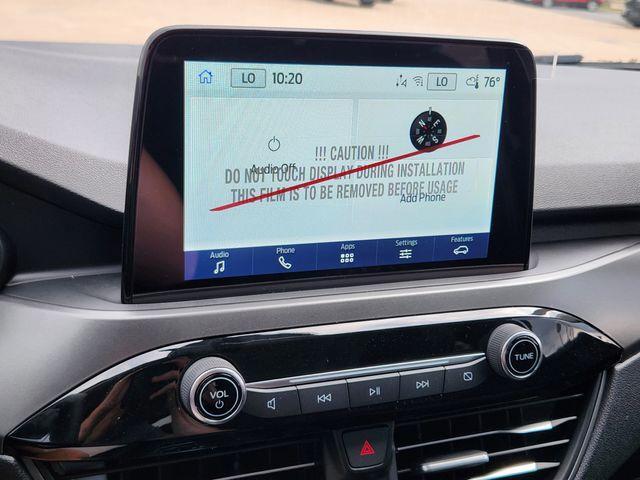 LO 10:20 LO 76°
N E S W
!!! CAUTION !!!
Audio Off
DO NOT TOUCH DISPLAY DURING INSTALLATION
THIS FILM IS TO BE REMOVED BEFORE USAGE
Add Phone
Audio Phone Apps Settings Features
VOL
TUNE